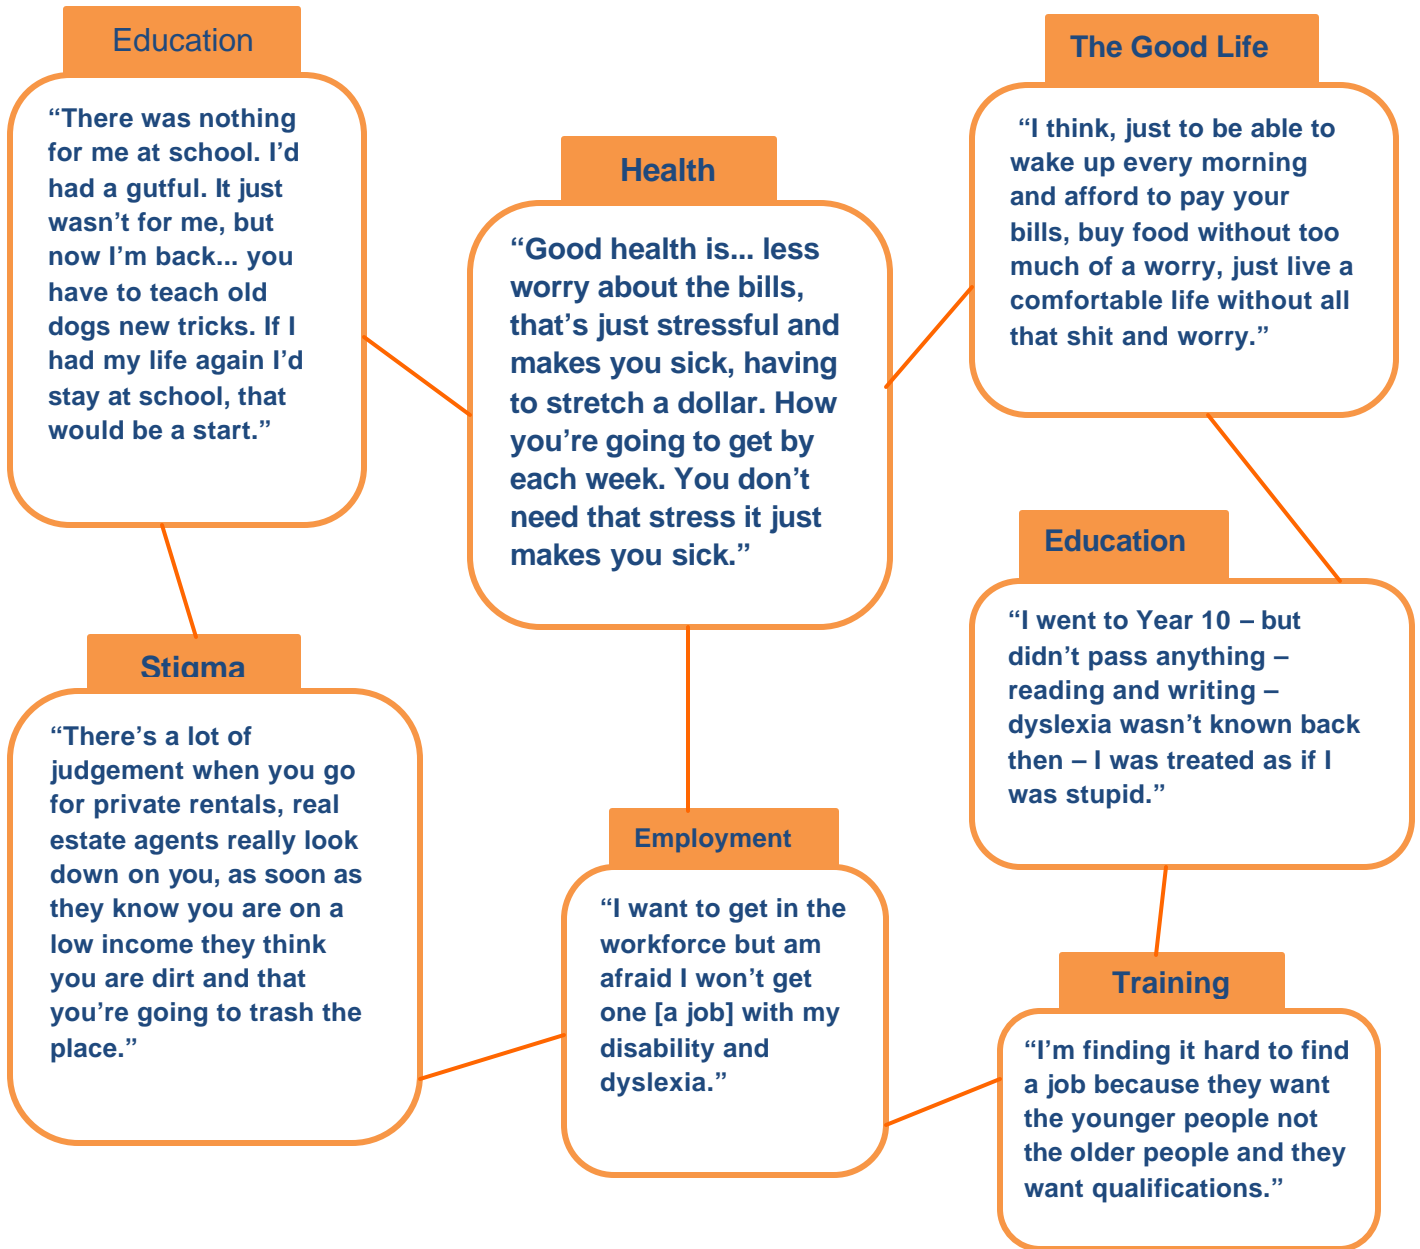 Education
“There was nothing
for me at school. I’d
had a gutful. It just
wasn’t for me, but
now I’m back... you
have to teach old
dogs new tricks. If I
had my life again I’d
stay at school, that
would be a start.”
Health
“Good health is... less
worry about the bills,
that’s just stressful and
makes you sick, having
to stretch a dollar. How
you’re going to get by
each week. You don’t
need that stress it just
makes you sick.”
The Good Life
“I think, just to be able to
wake up every morning
and afford to pay your
bills, buy food without too
much of a worry, just live a
comfortable life without all
that shit and worry.”
Education
“I went to Year 10 – but
didn’t pass anything –
reading and writing –
dyslexia wasn’t known back
then – I was treated as if I
was stupid.”
Stigma
“There’s a lot of
judgement when you go
for private rentals, real
estate agents really look
down on you, as soon as
they know you are on a
low income they think
you are dirt and that
you’re going to trash the
place.”
Employment
“I want to get in the
workforce but am
afraid I won’t get
one [a job] with my
disability and
dyslexia.”
Training
“I’m finding it hard to find
a job because they want
the younger people not
the older people and they
want qualifications.”